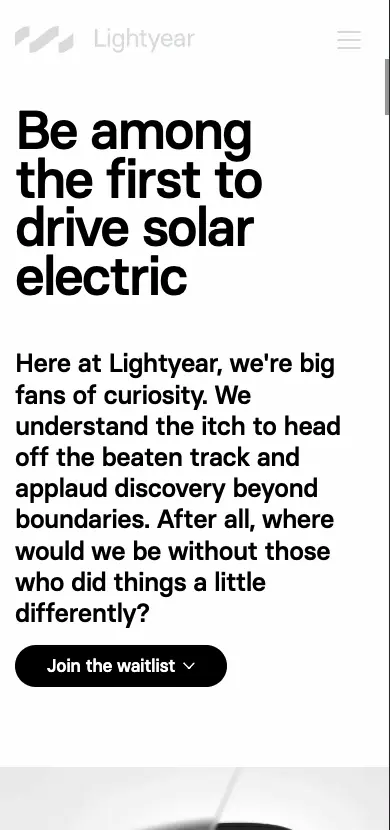 Lightyear
Be among
the first to
drive solar
electric
Here at Lightyear, we're big
fans of curiosity. We
understand the itch to head
off the beaten track and
applaud discovery beyond
boundaries. After all, where
would we be without those
who did things a little
differently?
Join the waitlist